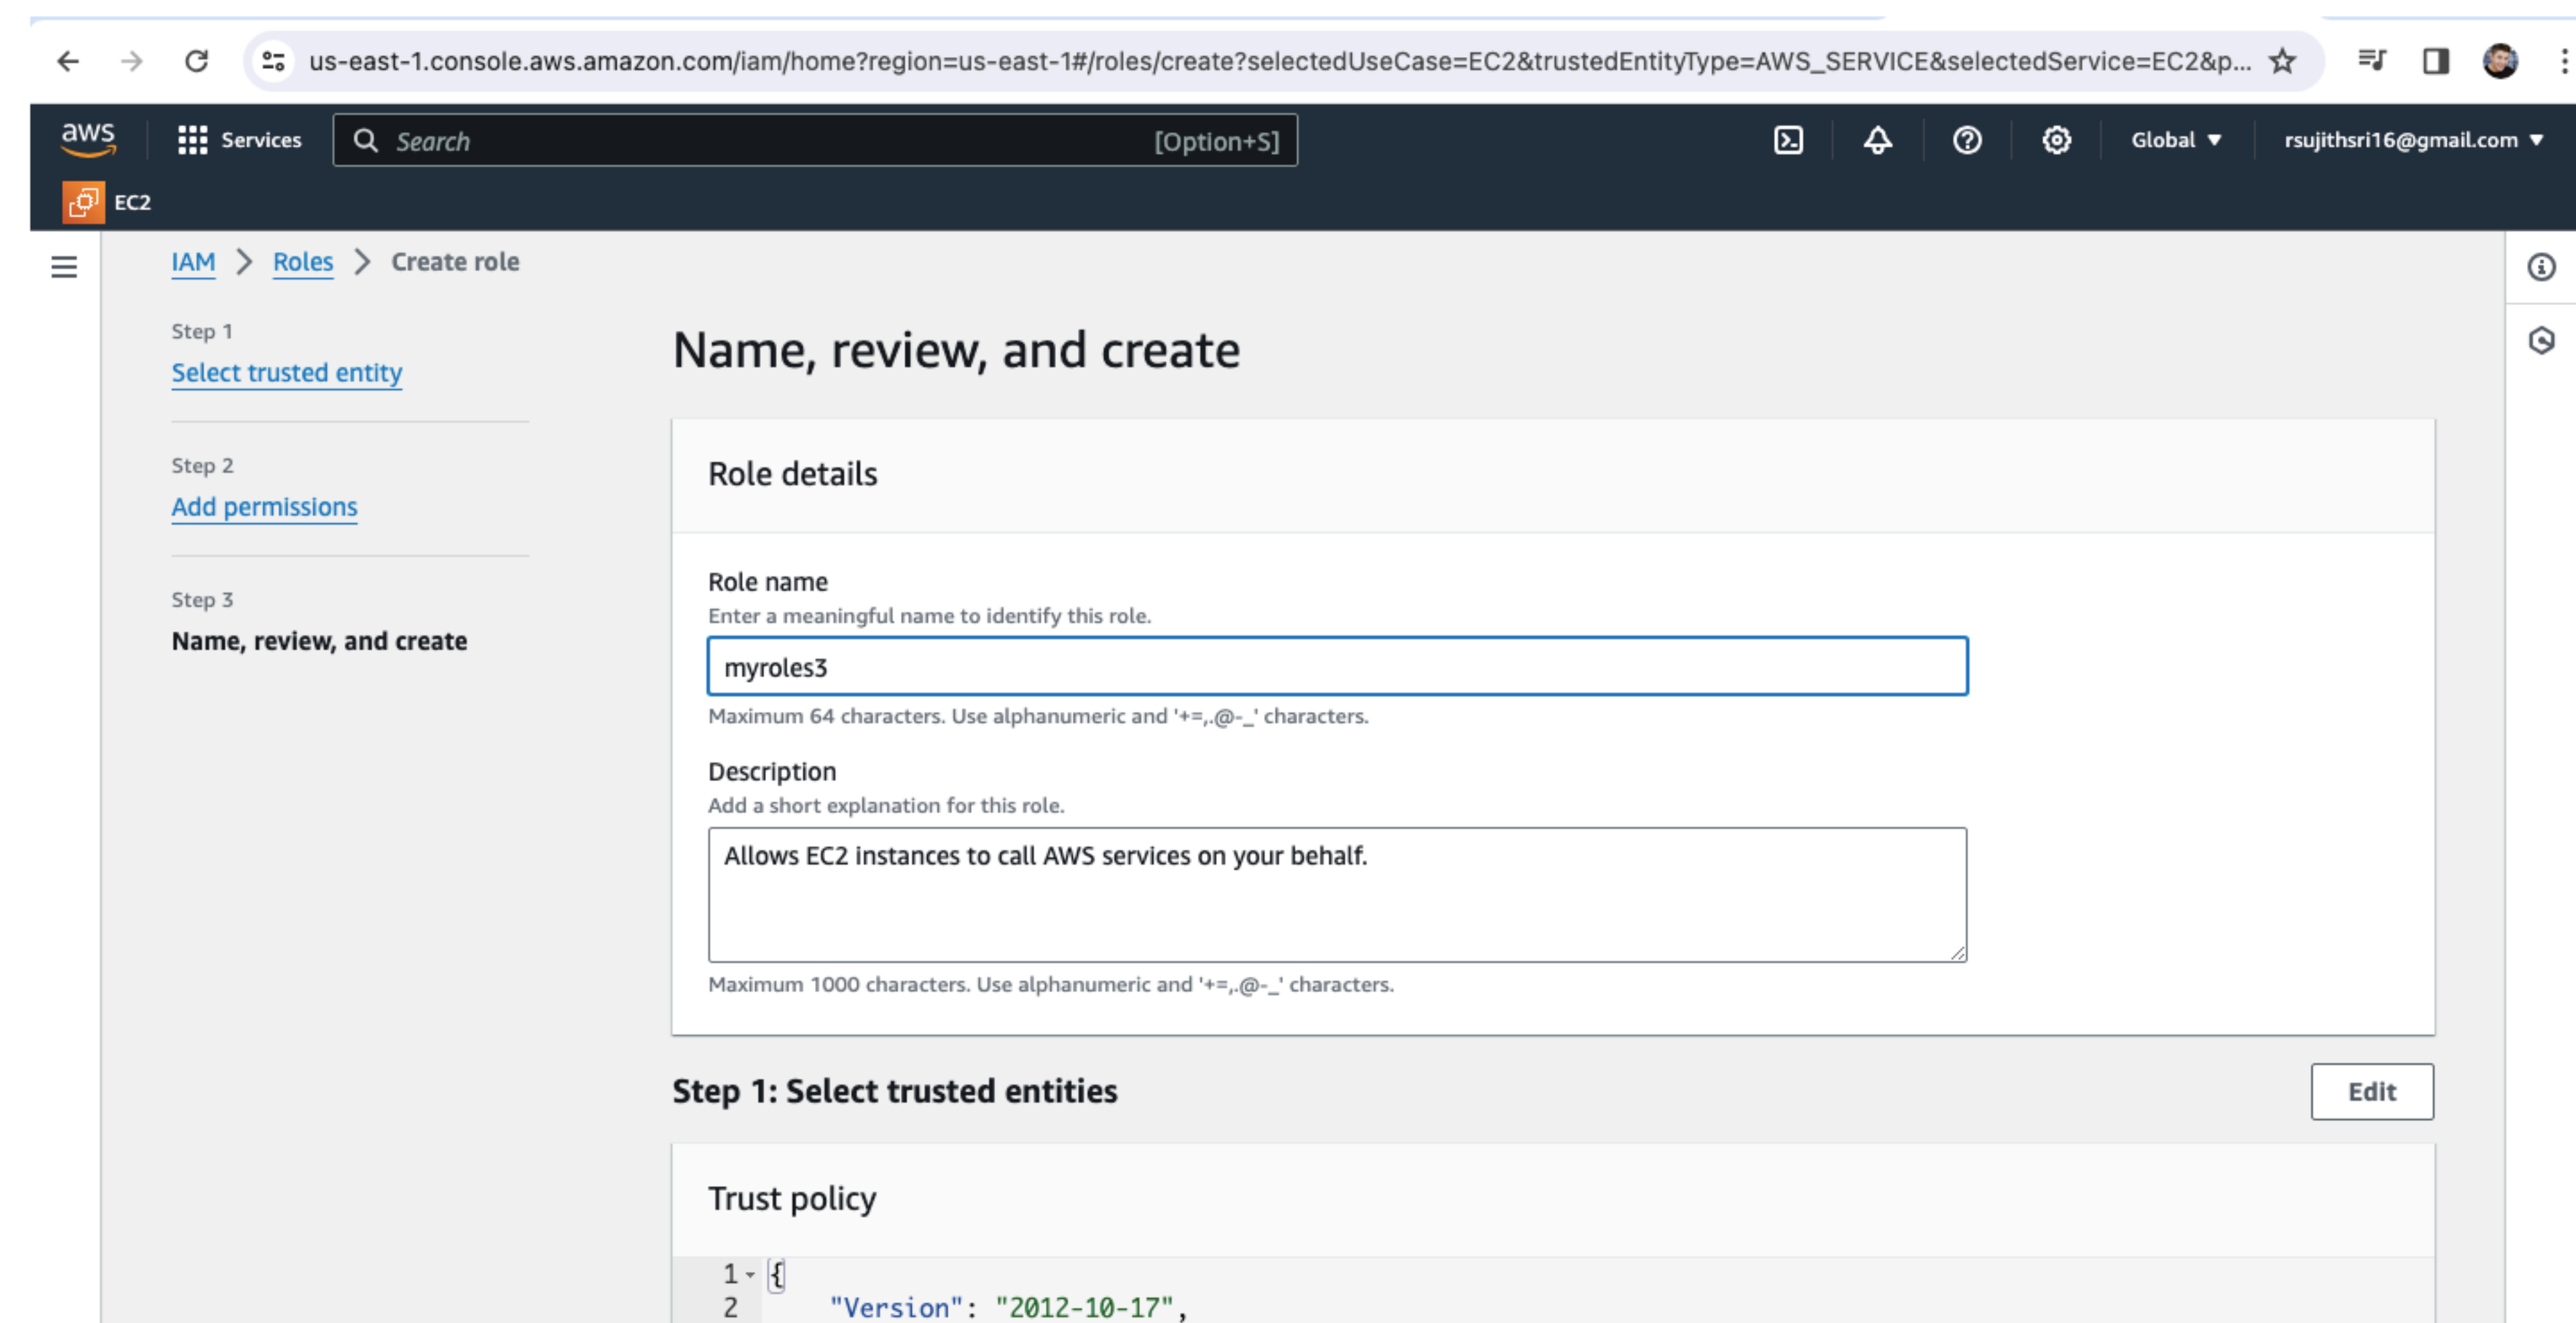 us-east-1.console.aws.amazon.com/iam/home?region=us-east-1#/roles/create?selectedUseCase=EC2&trustedEntityType=AWS_SERVICE&selectedService=EC2&p...
aws Services Search [Option+S] Global rsujithsri16@gmail.com
EC2
IAM > Roles > Create role
Step 1
Select trusted entity
Step 2
Add permissions
Step 3
Name, review, and create
Name, review, and create
Role details
Role name
Enter a meaningful name to identify this role.
myroles3
Maximum 64 characters. Use alphanumeric and '+=,.@-_' characters.
Description
Add a short explanation for this role.
Allows EC2 instances to call AWS services on your behalf.
Maximum 1000 characters. Use alphanumeric and '+=,.@-_' characters.
Step 1: Select trusted entities
Edit
Trust policy
1 {
2 "Version": "2012-10-17",